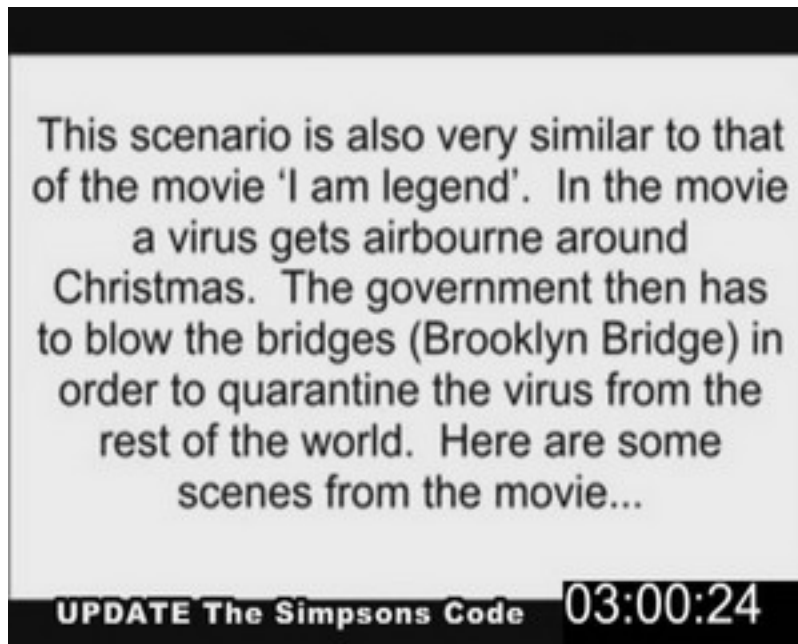 This scenario is also very similar to that
of the movie ‘I am legend’.  In the movie
a virus gets airbourne around
Christmas.  The government then has
to blow the bridges (Brooklyn Bridge) in
order to quarantine the virus from the
rest of the world.  Here are some
scenes from the movie...
UPDATE The Simpsons Code
03:00:24